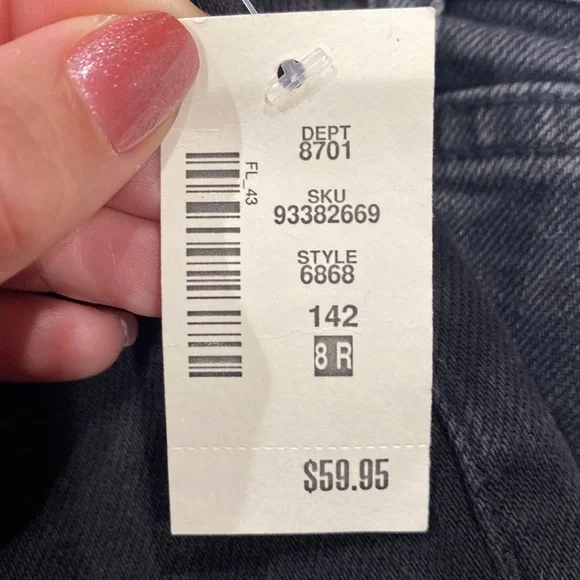 DEPT
8701
FL_43
SKU
93382669
STYLE
6868
142
8 R
$59.95